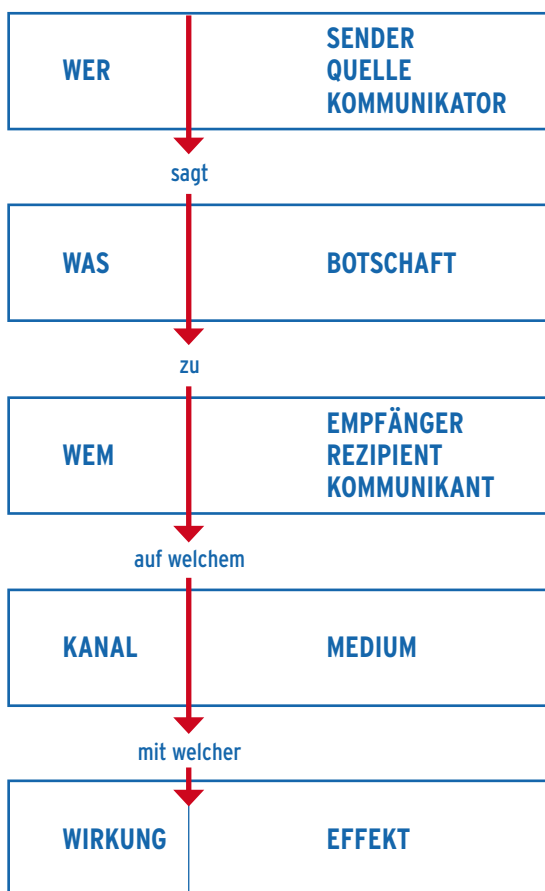 WER
SENDER
QUELLE
KOMMUNIKATOR
sagt
WAS
BOTSCHAFT
zu
WEM
EMPFÄNGER
REZIPIENT
KOMMUNIKANT
auf welchem
KANAL
MEDIUM
mit welcher
WIRKUNG
EFFEKT